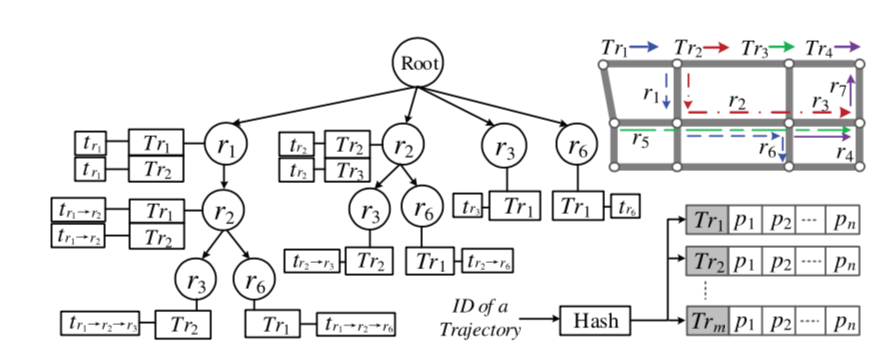 Root
r1 r2 r3 r6
tr1 Tr1
tr1 Tr2
tr2 Tr2
tr2 Tr3
tr3 Tr1
Tr1 tr6
r2 r3 r6
tr1→r2 Tr1
tr1→r2 Tr2
tr2→r3 Tr2
Tr1 tr2→r6
r3 r6
tr1→r2→r3 Tr2
Tr1 tr1→r2→r6
Tr1 Tr2 Tr3 Tr4
r1 r2 r3 r7
r5 r6 r4
ID of a
Trajectory
Hash
Tr1 p1 p2 ---- pn
Tr2 p1 p2 ---- pn
Trm p1 p2 ---- pn